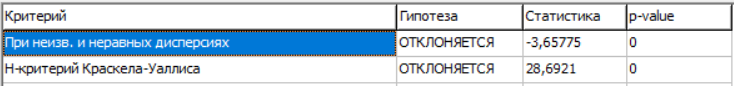 Критерий Гипотеза Статистика p-value
При неизв. и неравных дисперсиях ОТКЛОНЯЕТСЯ -3,65775 0
H-критерий Краскела-Уаллиса ОТКЛОНЯЕТСЯ 28,6921 0